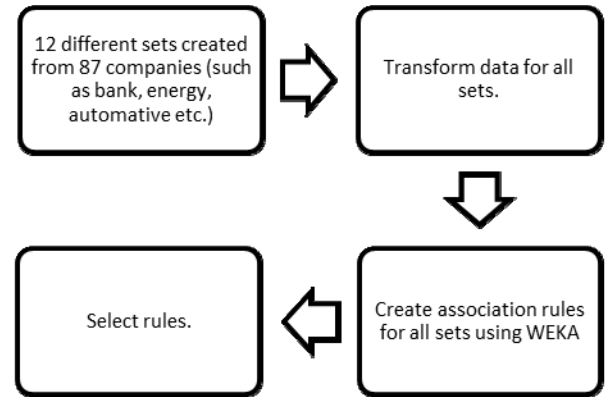 12 different sets created
from 87 companies (such
as bank, energy,
automative etc.)
Transform data for all
sets.
Create association rules
for all sets using WEKA
Select rules.